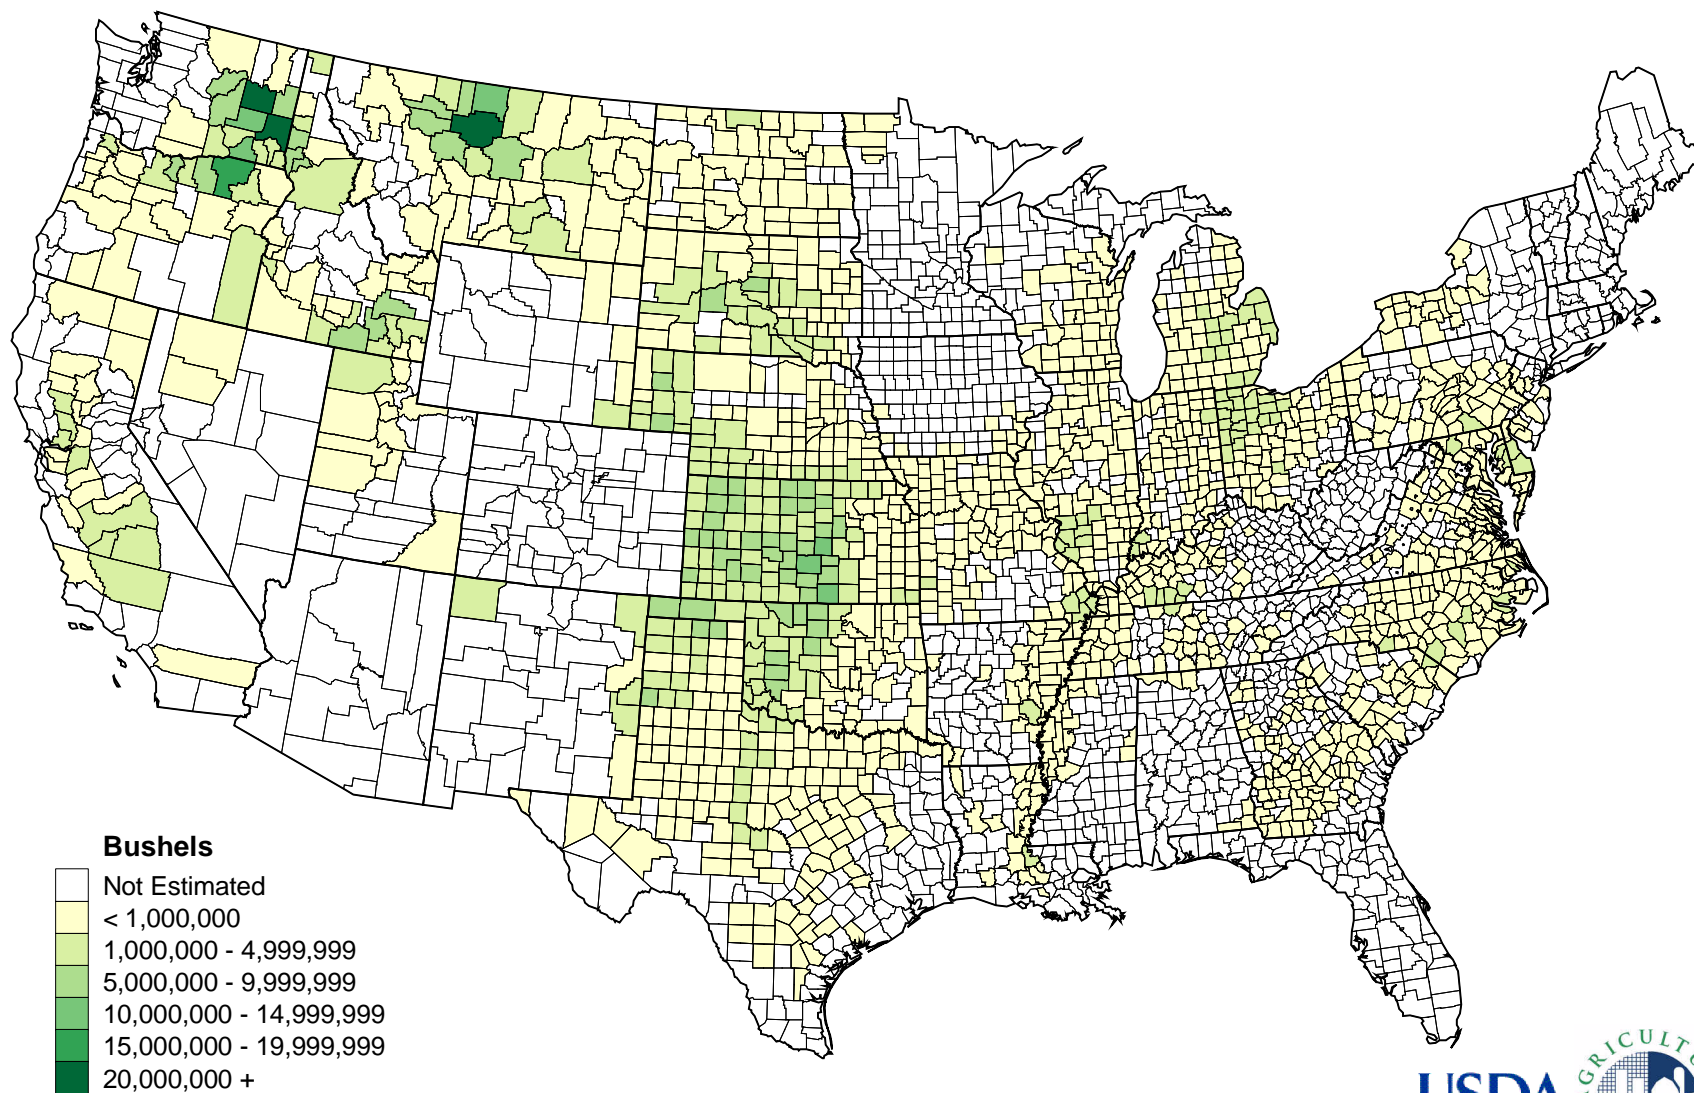 Bushels
Not Estimated
< 1,000,000
1,000,000 - 4,999,999
5,000,000 - 9,999,999
10,000,000 - 14,999,999
15,000,000 - 19,999,999
20,000,000 +
USDA